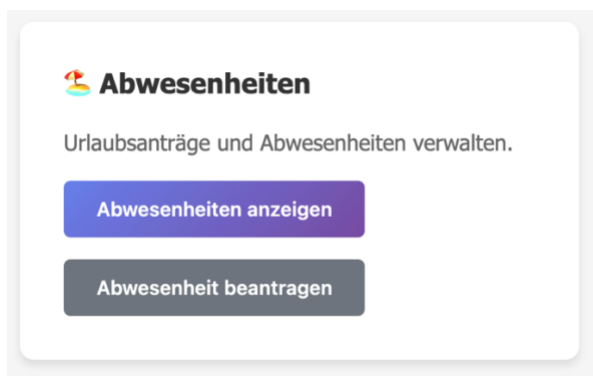 🏖️ Abwesenheiten
Urlaubsanträge und Abwesenheiten verwalten.
Abwesenheiten anzeigen
Abwesenheit beantragen